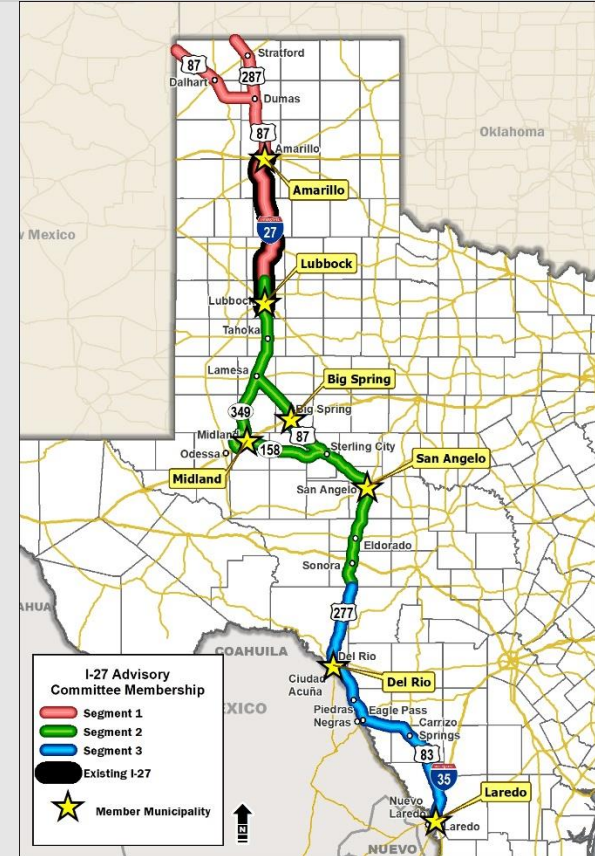 87
Stratford
287
Dalhart
Dumas
87
Oklahoma
Amarillo
Amarillo
w Mexico
27
Lubbock
Lubbock
Tahoka
Lamesa
Big Spring
349
Big Spring
87
Midland
158
Sterling City
Odessa
San Angelo
Midland
San Angelo
Eldorado
Sonora
AHUA
277
COAHUILA
Del Rio
Ciudad
Acuña
Del Rio
EXICO
Piedras
Negras
Eagle Pass
Carrizo
Springs
83
35
Laredo
Nuevo
Laredo
Laredo
NUEVO
I-27 Advisory
Committee Membership
Segment 1
Segment 2
Segment 3
Existing I-27
Member Municipality
N